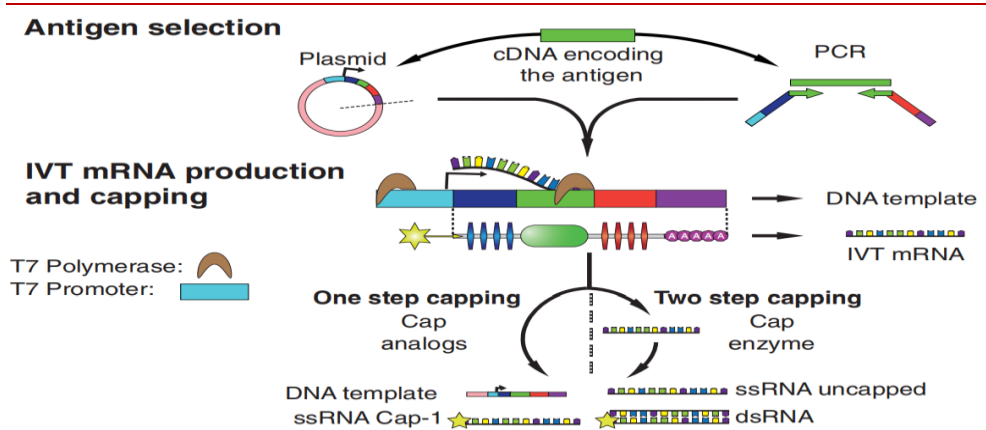 Antigen selection
Plasmid
cDNA encoding
the antigen
PCR
IVT mRNA production
and capping
DNA template
AAAAA
IVT mRNA
T7 Polymerase:
T7 Promoter:
One step capping
Cap
analogs
Two step capping
Cap
enzyme
DNA template
ssRNA uncapped
ssRNA Cap-1
dsRNA